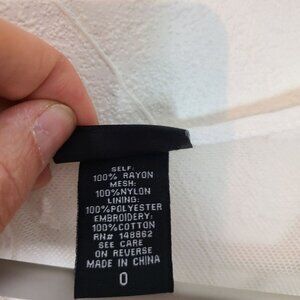 SELF:
100% RAYON
MESH:
100%NYLON
LINING:
100%POLYESTER
EMBROIDERY:
100%COTTON
RN# 148862
SEE CARE
ON REVERSE
MADE IN CHINA
0